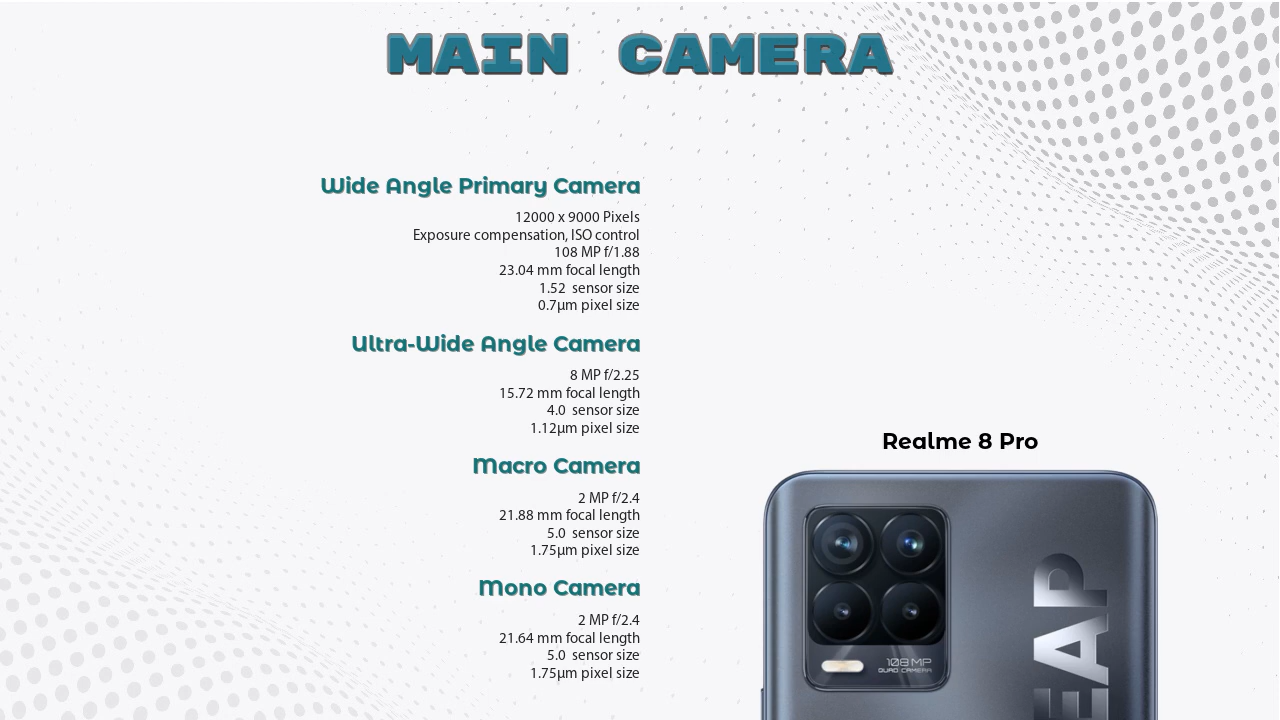 MAIN CAMERA
Wide Angle Primary Camera
12000 x 9000 Pixels
Exposure compensation, ISO control
108 MP f/1.88
23.04 mm focal length
1.52 sensor size
0.7µm pixel size
Ultra-Wide Angle Camera
8 MP f/2.25
15.72 mm focal length
4.0 sensor size
1.12µm pixel size
Macro Camera
2 MP f/2.4
21.88 mm focal length
5.0 sensor size
1.75µm pixel size
Mono Camera
2 MP f/2.4
21.64 mm focal length
5.0 sensor size
1.75µm pixel size
Realme 8 Pro
108 MP
QUAD CAMERA
EAP